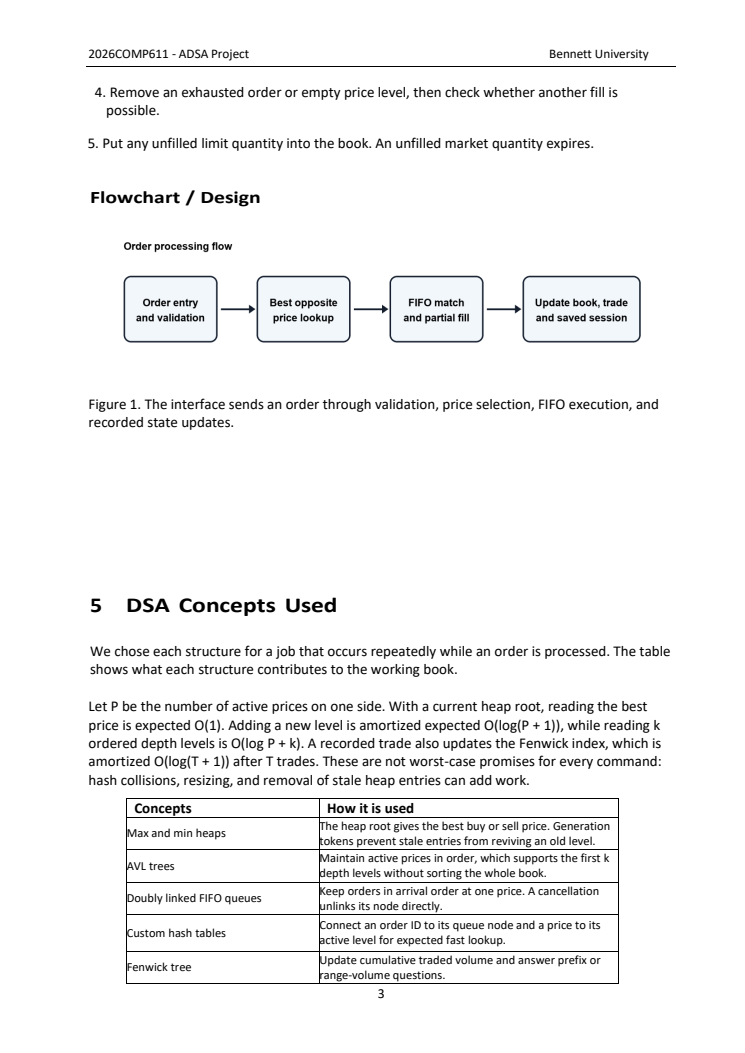 2026COMP611 - ADSA Project Bennett University
4. Remove an exhausted order or empty price level, then check whether another fill is
possible.
5. Put any unfilled limit quantity into the book. An unfilled market quantity expires.
Flowchart / Design
Order processing flow
Order entry
and validation
Best opposite
price lookup
FIFO match
and partial fill
Update book, trade
and saved session
Figure 1. The interface sends an order through validation, price selection, FIFO execution, and
recorded state updates.
5 DSA Concepts Used
We chose each structure for a job that occurs repeatedly while an order is processed. The table
shows what each structure contributes to the working book.
Let P be the number of active prices on one side. With a current heap root, reading the best
price is expected O(1). Adding a new level is amortized expected O(log(P + 1)), while reading k
ordered depth levels is O(log P + k). A recorded trade also updates the Fenwick index, which is
amortized O(log(T + 1)) after T trades. These are not worst-case promises for every command:
hash collisions, resizing, and removal of stale heap entries can add work.
Concepts How it is used
Max and min heaps
The heap root gives the best buy or sell price. Generation
tokens prevent stale entries from reviving an old level.
AVL trees
Maintain active prices in order, which supports the first k
depth levels without sorting the whole book.
Doubly linked FIFO queues
Keep orders in arrival order at one price. A cancellation
unlinks its node directly.
Custom hash tables
Connect an order ID to its queue node and a price to its
active level for expected fast lookup.
Fenwick tree
Update cumulative traded volume and answer prefix or
range-volume questions.
3